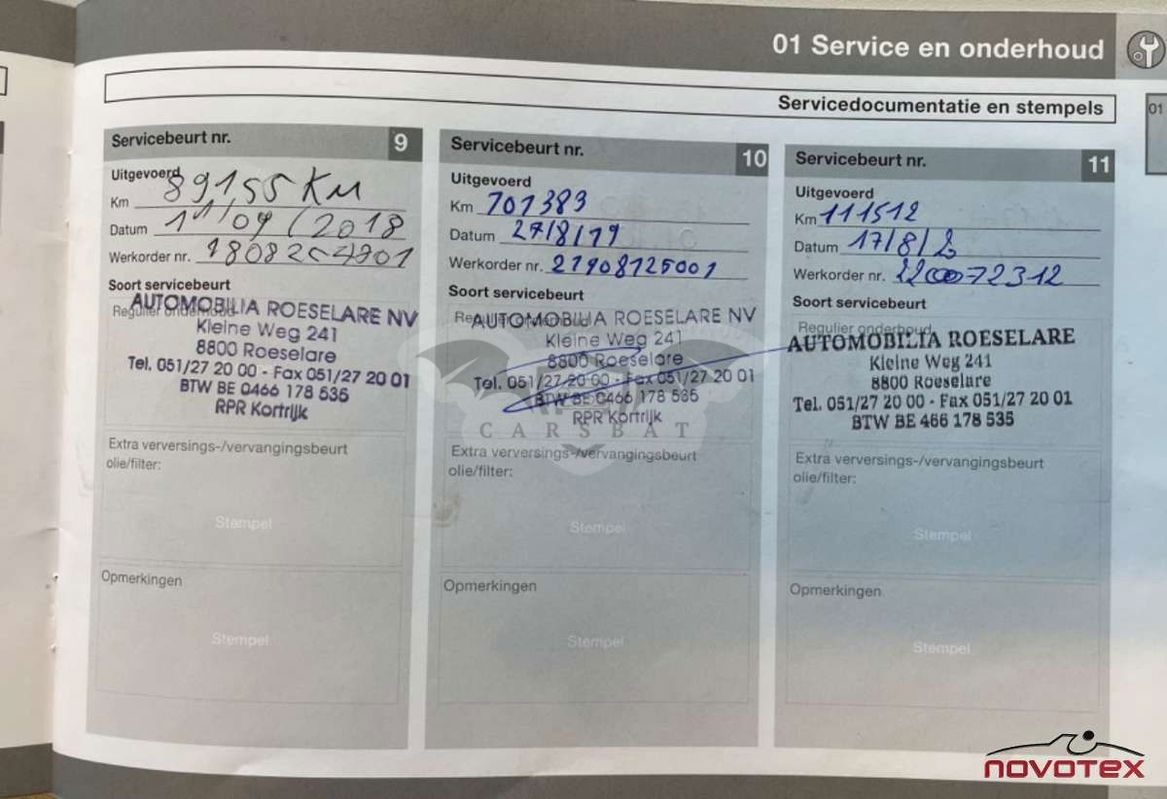 01 Service en onderhoud
Servicedocumentatie en stempels
01
Servicebeurt nr. 9
Uitgevoerd
Km 89155 KM
Datum 11/09/2018
Werkorder nr.
Soort servicebeurt
Regulier onderhoud
AUTOMOBILIA ROESELARE NV
Kleine Weg 241
8800 Roeselare
Tel. 051/27 20 00 - Fax 051/27 20 01
BTW BE 0466 178 535
RPR Kortrijk
Extra verversings-/vervangingsbeurt
olie/filter:
Stempel
Opmerkingen
Stempel
Servicebeurt nr. 10
Uitgevoerd
Km 101383
Datum 27/8/19
Werkorder nr. 21908125001
Soort servicebeurt
AUTOMOBILIA ROESELARE NV
Kleine Weg 241
8800 Roeselare
Tel. 051/27 20 00 - Fax 051/27 20 01
BTW BE 0466 178 535
RPR Kortrijk
CARSBAT
Extra verversings-/vervangingsbeurt
olie/filter:
Stempel
Opmerkingen
Stempel
Servicebeurt nr. 11
Uitgevoerd
Km 111512
Datum 17/8/2
Werkorder nr.
Soort servicebeurt
Regulier onderhoud
AUTOMOBILIA ROESELARE
Kleine Weg 241
8800 Roeselare
Tel. 051/27 20 00 - Fax 051/27 20 01
BTW BE 466 178 535
Extra verversings-/vervangingsbeurt
olie/filter:
Stempel
Opmerkingen
Stempel
NOVOTEX